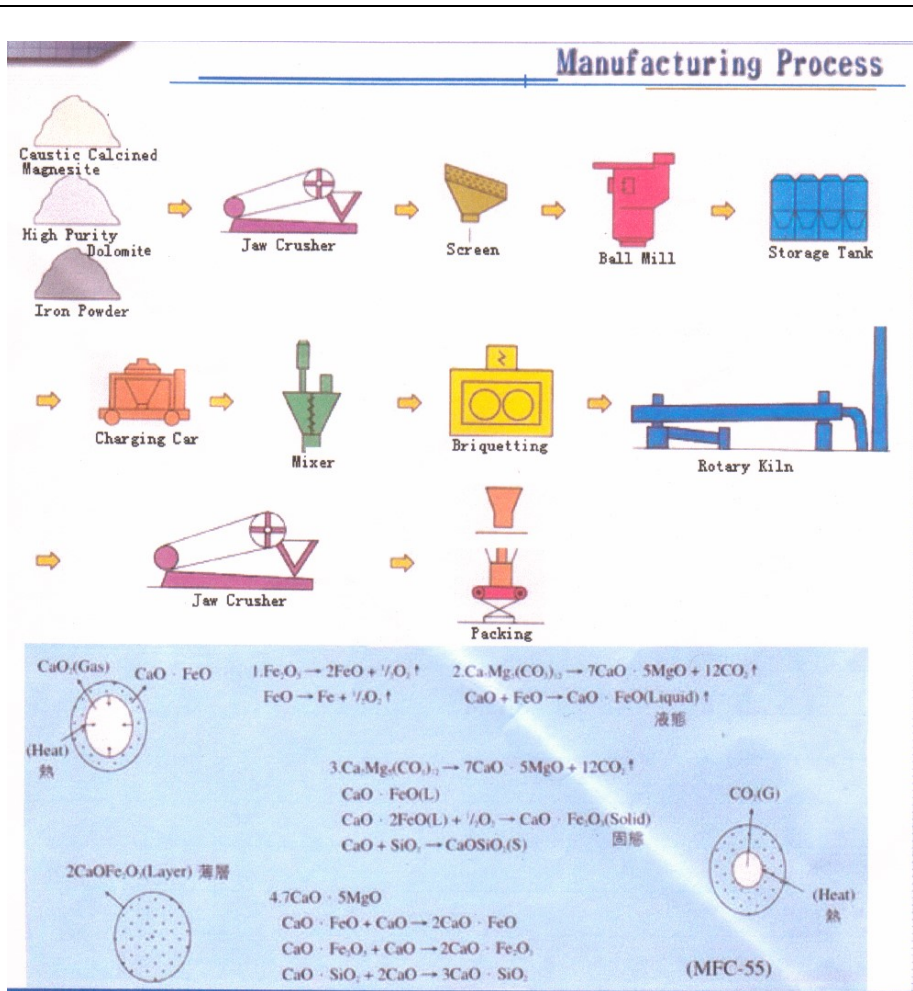 Manufacturing Process
Caustic Calcined
Magnesite
High Purity
Dolomite
Iron Powder
Jaw Crusher
Screen
Ball Mill
Storage Tank
Charging Car
Mixer
Briquetting
Rotary Kiln
Jaw Crusher
Packing
CaO₂(Gas)
CaO · FeO
(Heat)
熱
1.Fe₂O₃ → 2FeO + ¹/₂O₂ ↑
FeO → Fe + ¹/₂O₂ ↑
2.Ca₇Mg₅(CO₃)₁₂ → 7CaO · 5MgO + 12CO₂ ↑
CaO + FeO → CaO · FeO(Liquid) ↑
液態
3.Ca₇Mg₅(CO₃)₁₂ → 7CaO · 5MgO + 12CO₂ ↑
CaO · FeO(L)
CaO · 2FeO(L) + ¹/₂O₂ → CaO · Fe₂O₃(Solid)
固態
CaO + SiO₂ → CaOSiO₂(S)
CO₂(G)
(Heat)
熱
2CaOFe₂O₃(Layer) 薄層
4.7CaO · 5MgO
CaO · FeO + CaO → 2CaO · FeO
CaO · Fe₂O₃ + CaO → 2CaO · Fe₂O₃
CaO · SiO₂ + 2CaO → 3CaO · SiO₂
(MFC-55)